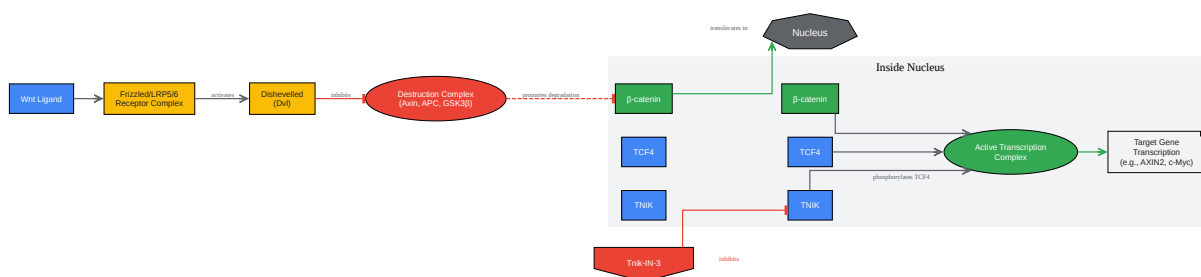 translates to
Nucleus
Inside Nucleus
Wnt Ligand
Frizzled/LRP5/6
Receptor Complex
activates
Dishevelled
(Dvl)
inhibits
Destruction Complex
(Axin, APC, GSK3β)
promotes degradation
β-catenin
β-catenin
TCF4
TCF4
Active Transcription
Complex
Target Gene
Transcription
(e.g., AXIN2, c-Myc)
phosphorylates TCF4
TNIK
TNIK
Tnik-IN-3
inhibits